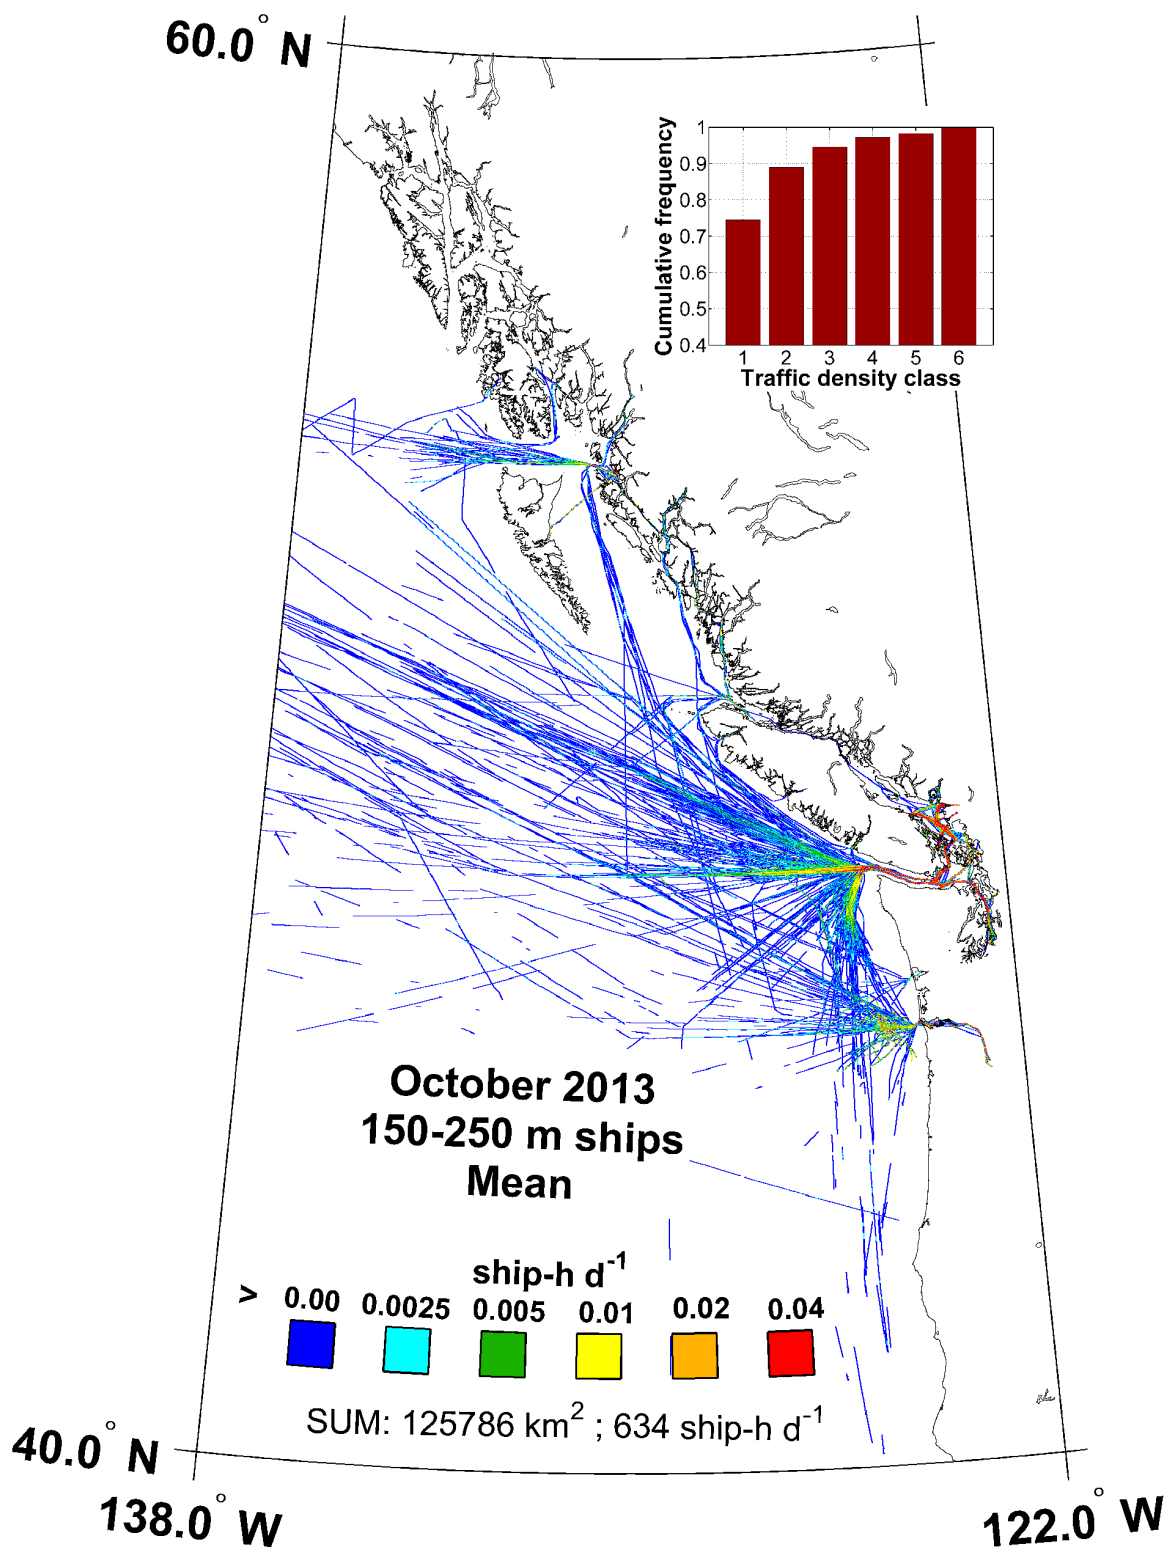 60.0° N
Cumulative frequency
1
0.9
0.8
0.7
0.6
0.5
0.4
1 2 3 4 5 6
Traffic density class
October 2013
150-250 m ships
Mean
ship-h d⁻¹
> 0.00 0.0025 0.005 0.01 0.02 0.04
SUM: 125786 km² ; 634 ship-h d⁻¹
40.0° N
138.0° W
122.0° W